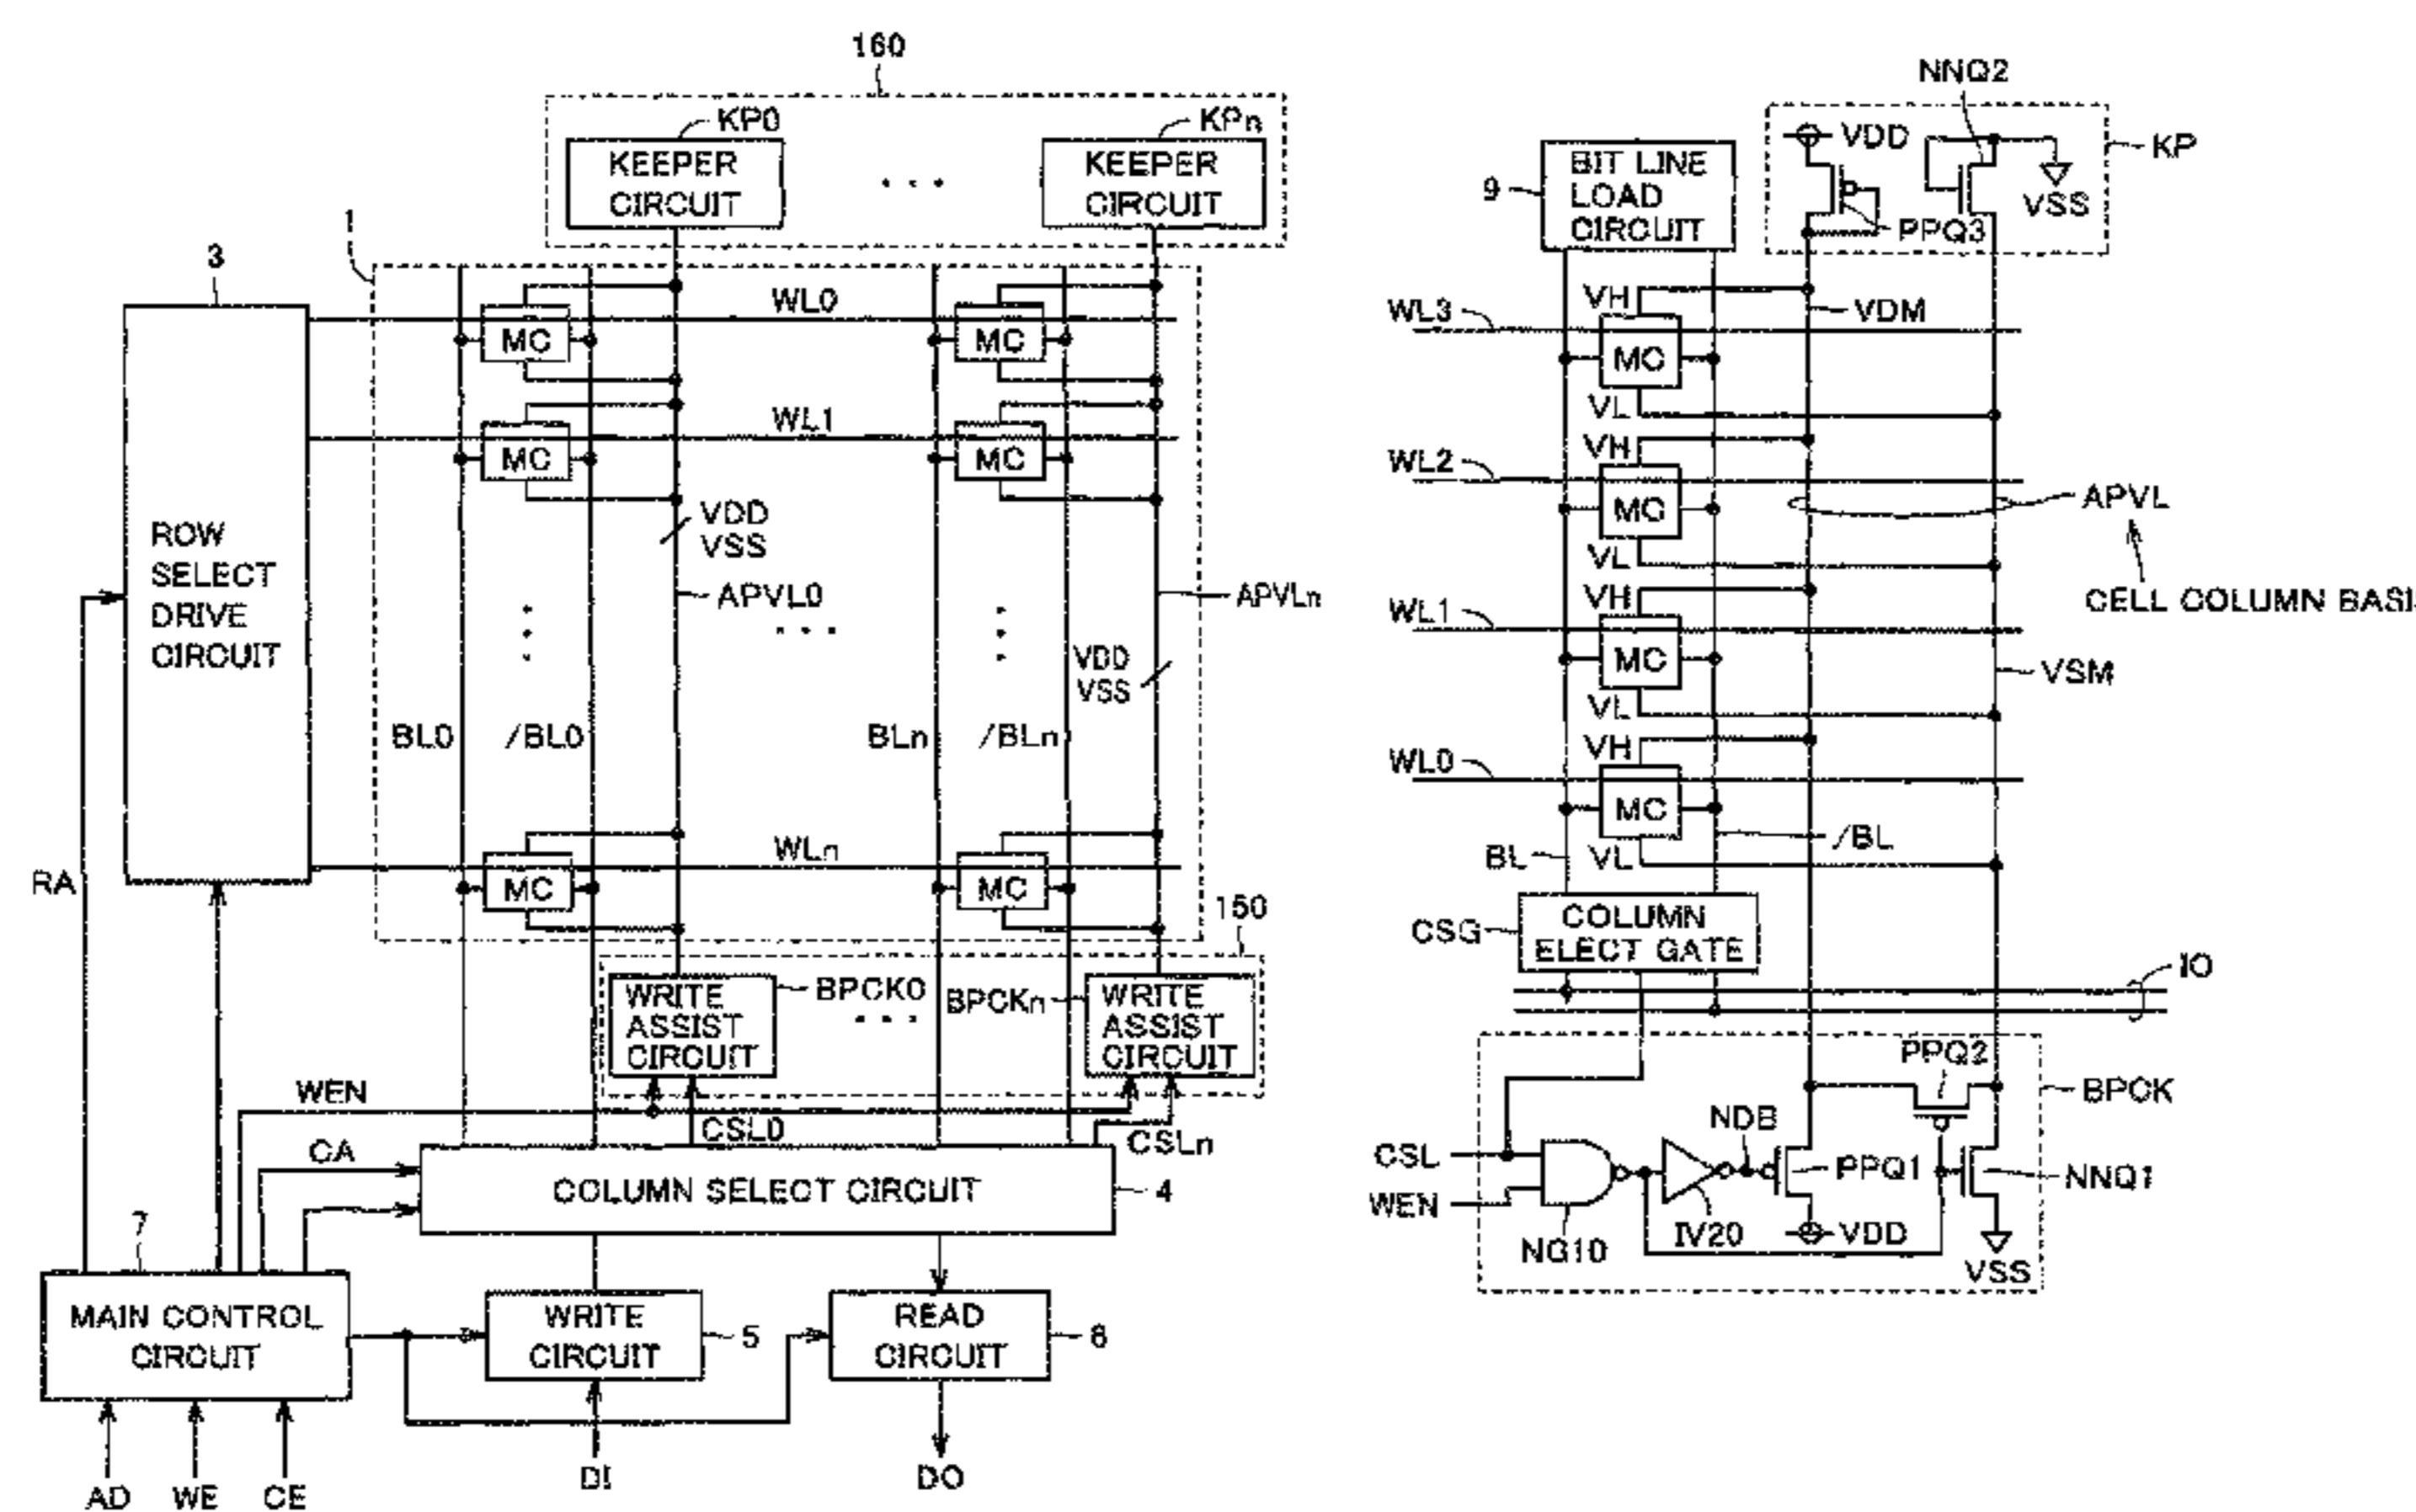 160
KP0
KPn
KEEPER
CIRCUIT
. . .
KEEPER
CIRCUIT
1
3
ROW
SELECT
DRIVE
CIRCUIT
WL0
MC
MC
WL1
MC
MC
VDD
VSS
APVL0
. . .
APVLn
VDD
VSS
BL0
/BL0
BLn
/BLn
WLn
MC
MC
RA
150
WRITE
ASSIST
CIRCUIT
BPCK0
. . .
BPCKn
WRITE
ASSIST
CIRCUIT
WEN
CSL0
CSLn
CA
COLUMN SELECT CIRCUIT
4
7
MAIN CONTROL
CIRCUIT
WRITE
CIRCUIT
5
READ
CIRCUIT
6
AD
WE
CE
DI
DO
NNQ2
VDD
KP
VSS
PPQ3
9
BIT LINE
LOAD
CIRCUIT
VH
VDM
WL3
MC
VL
VH
WL2
MC
APVL
VL
VH
CELL COLUMN BASI
WL1
MC
VSM
VL
VH
WL0
MC
/BL
BL
VL
CSG
COLUMN
ELECT GATE
IO
PPQ2
BPCK
NDB
CSL
PPQ1
NNQ1
WEN
NG10
IV20
VDD
VSS